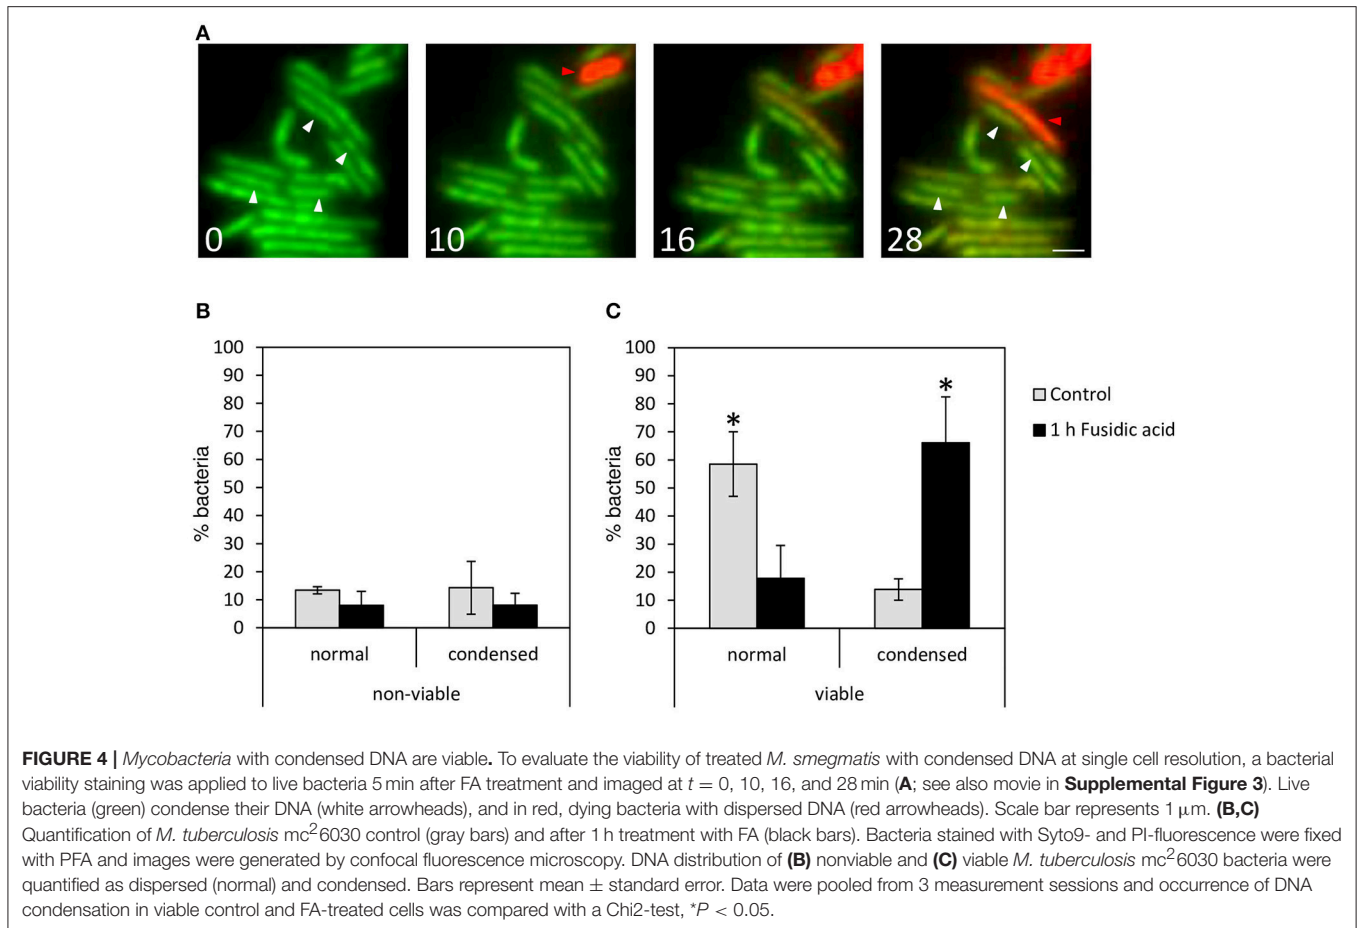 A
0
10
16
28
B
C
100
90
80
70
60
50
40
30
20
10
0
% bacteria
normal
condensed
non-viable
100
90
80
70
60
50
40
30
20
10
0
% bacteria
*
*
normal
condensed
viable
Control
1 h Fusidic acid
FIGURE 4 | Mycobacteria with condensed DNA are viable. To evaluate the viability of treated M. segmatis with condensed DNA at single cell resolution, a bacterial
viability staining was applied to live bacteria 5 min after FA treatment and imaged at t = 0, 10, 16, and 28 min (A; see also movie in Supplemental Figure 3). Live
bacteria (green) condense their DNA (white arrowheads), and in red, dying bacteria with dispersed DNA (red arrowheads). Scale bar represents 1 μm. (B,C)
Quantification of M. tuberculosis mc²6030 control (gray bars) and after 1 h treatment with FA (black bars). Bacteria stained with Syto9- and PI-fluorescence were fixed
with PFA and images were generated by confocal fluorescence microscopy. DNA distribution of (B) nonviable and (C) viable M. tuberculosis mc²6030 bacteria were
quantified as dispersed (normal) and condensed. Bars represent mean ± standard error. Data were pooled from 3 measurement sessions and occurrence of DNA
condensation in viable control and FA-treated cells was compared with a Chi2-test, *P < 0.05.